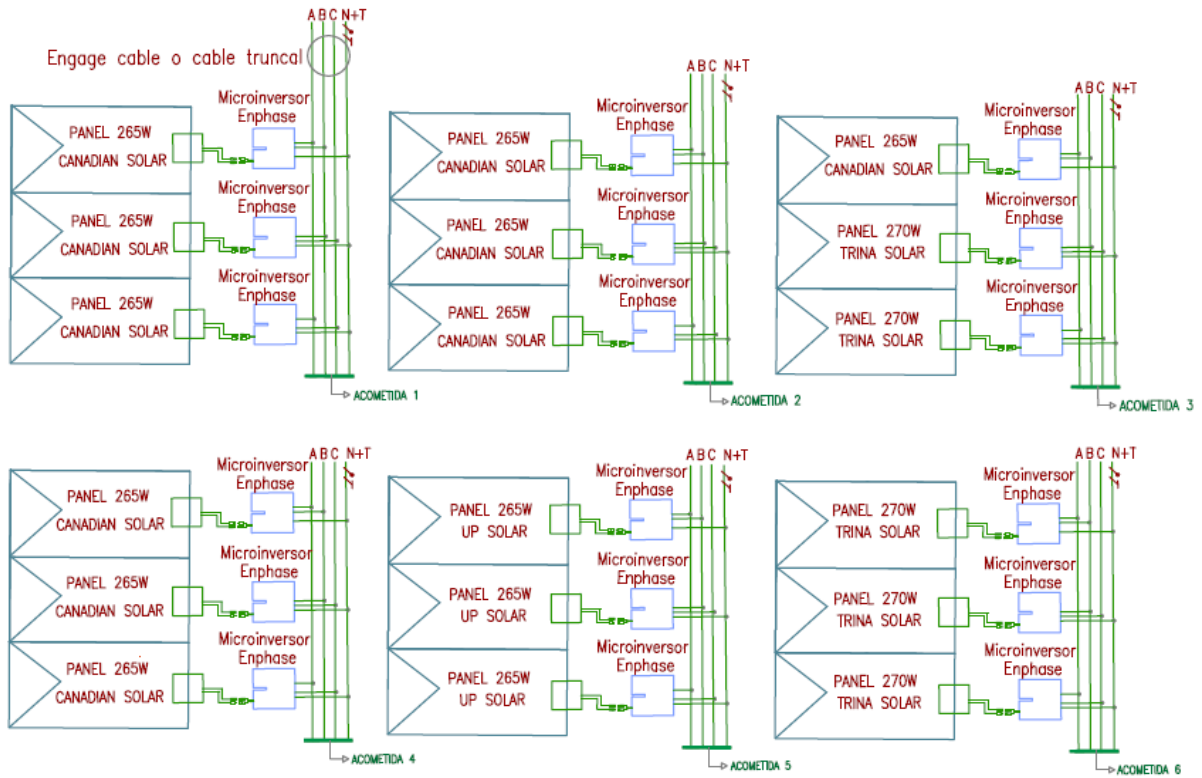 A B C N+T
Engage cable o cable truncal
Microinversor
Enphase
PANEL 265W
CANADIAN SOLAR
Microinversor
Enphase
PANEL 265W
CANADIAN SOLAR
Microinversor
Enphase
PANEL 265W
CANADIAN SOLAR
ACOMETIDA 1
A B C N+T
Microinversor
Enphase
PANEL 265W
CANADIAN SOLAR
Microinversor
Enphase
PANEL 265W
CANADIAN SOLAR
Microinversor
Enphase
PANEL 265W
CANADIAN SOLAR
ACOMETIDA 2
A B C N+T
Microinversor
Enphase
PANEL 265W
CANADIAN SOLAR
Microinversor
Enphase
PANEL 270W
TRINA SOLAR
Microinversor
Enphase
PANEL 270W
TRINA SOLAR
ACOMETIDA 3
A B C N+T
Microinversor
Enphase
PANEL 265W
CANADIAN SOLAR
Microinversor
Enphase
PANEL 265W
CANADIAN SOLAR
Microinversor
Enphase
PANEL 265W
CANADIAN SOLAR
ACOMETIDA 4
A B C N+T
Microinversor
Enphase
PANEL 265W
UP SOLAR
Microinversor
Enphase
PANEL 265W
UP SOLAR
Microinversor
Enphase
PANEL 265W
UP SOLAR
ACOMETIDA 5
A B C N+T
Microinversor
Enphase
PANEL 270W
TRINA SOLAR
Microinversor
Enphase
PANEL 270W
TRINA SOLAR
Microinversor
Enphase
PANEL 270W
TRINA SOLAR
ACOMETIDA 6